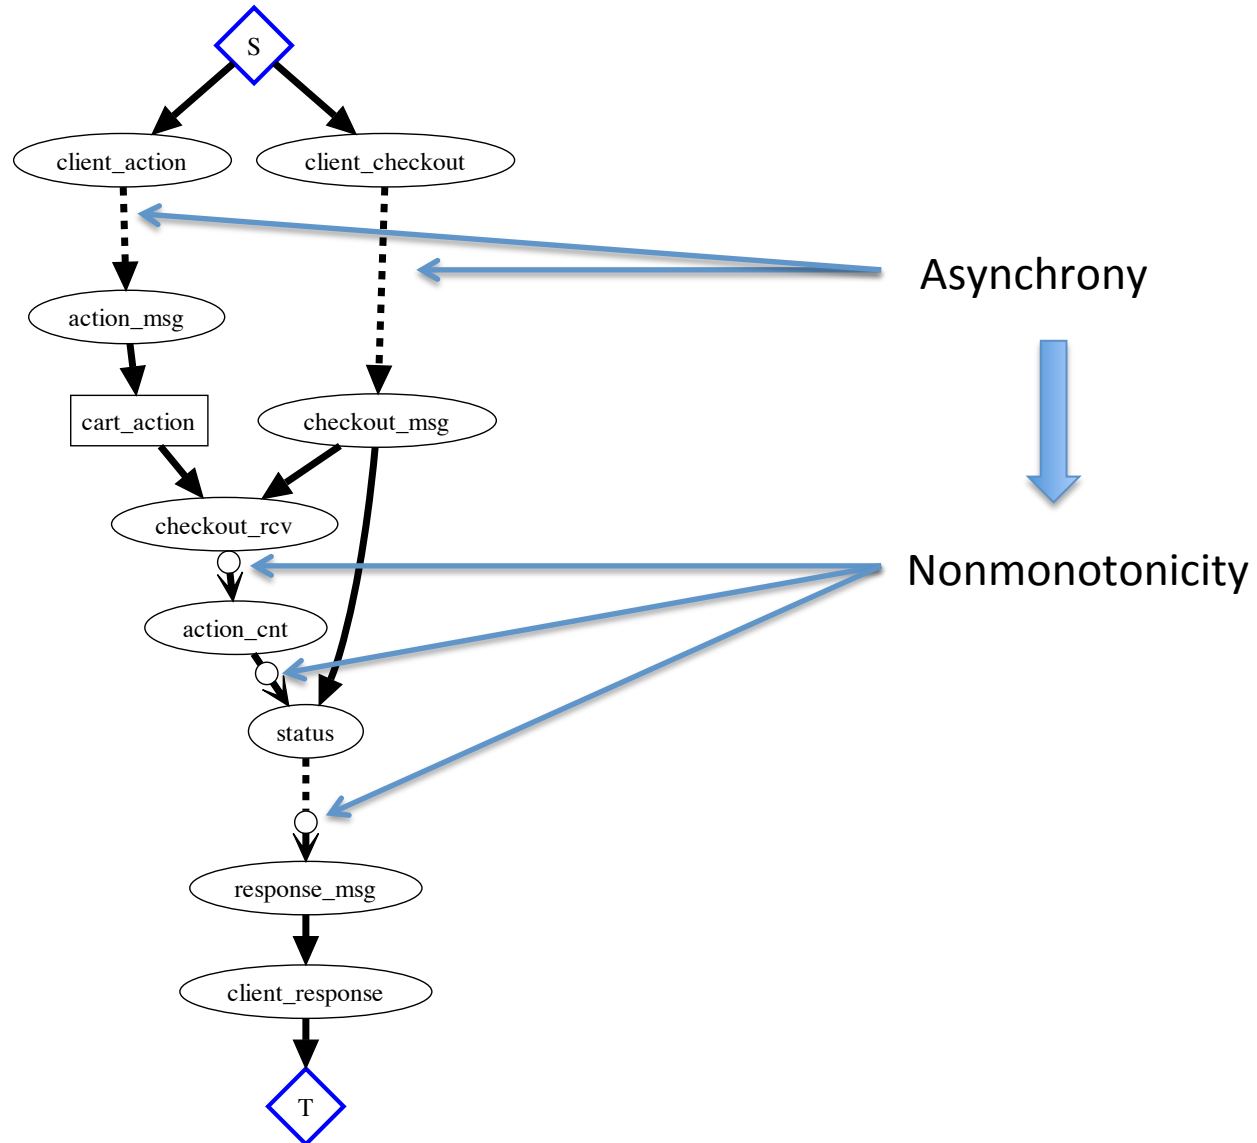 S
client_action
client_checkout
Asynchrony
action_msg
cart_action
checkout_msg
checkout_rcv
Nonmonotonicity
action_cnt
status
response_msg
client_response
T